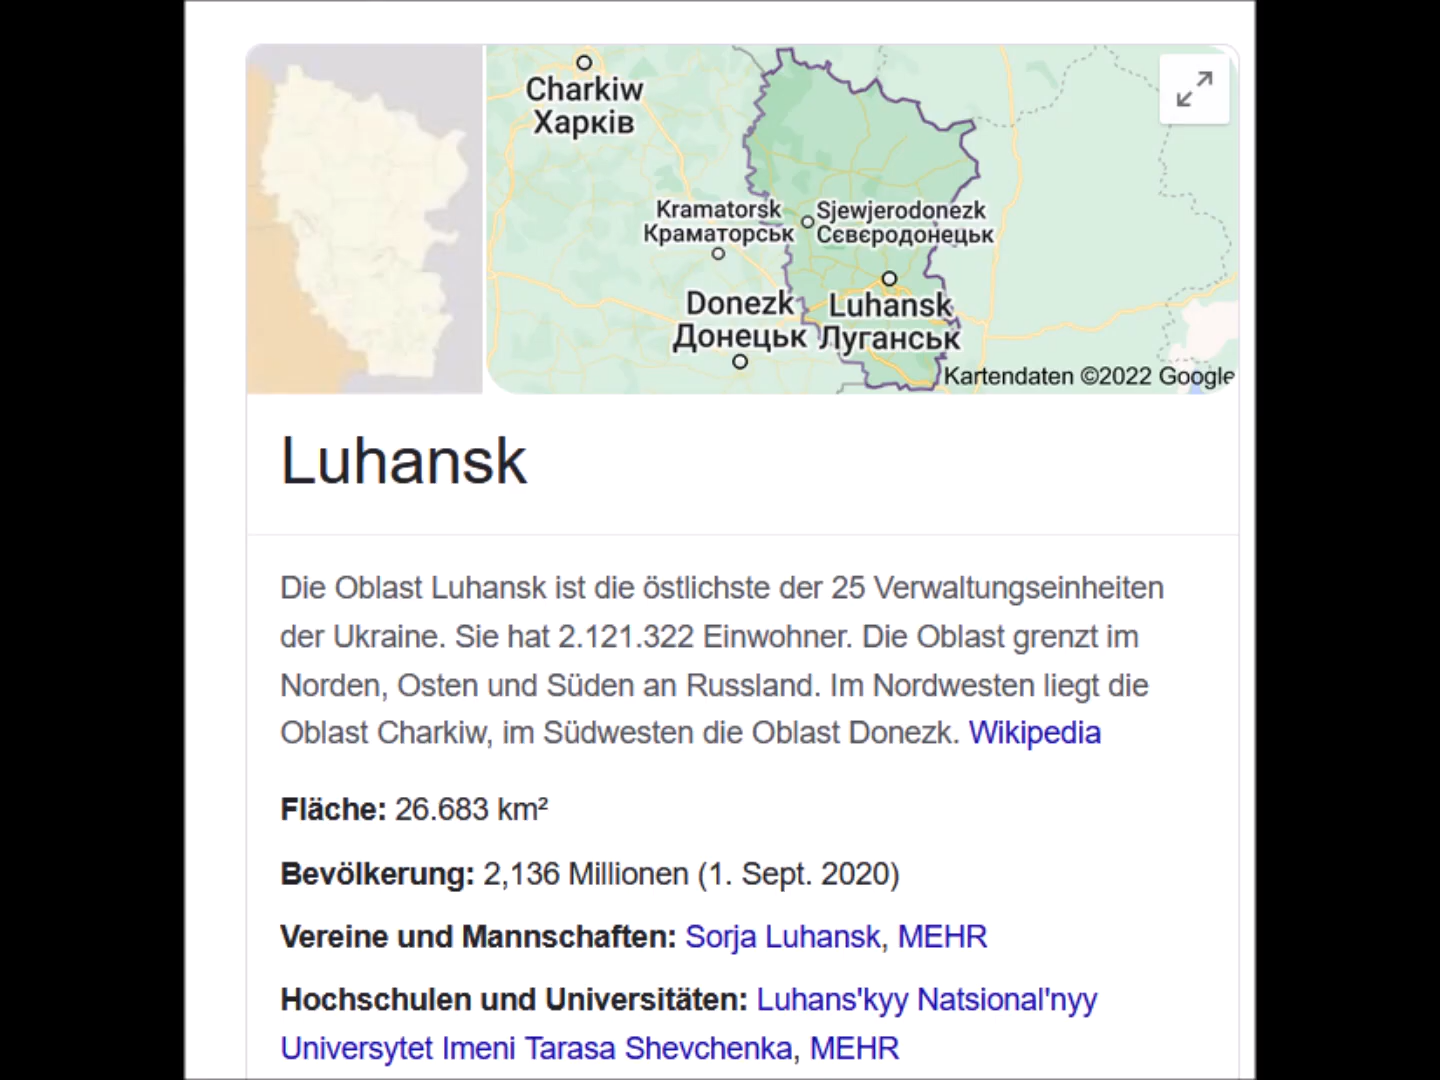 Charkiw
Харків
Kramatorsk
Краматорськ
Sjewjerodonezk
Сєвєродонецьк
Donezk
Донецьк
Luhansk
Луганськ
Kartendaten ©2022 Google
Luhansk
Die Oblast Luhansk ist die östlichste der 25 Verwaltungseinheiten
der Ukraine. Sie hat 2.121.322 Einwohner. Die Oblast grenzt im
Norden, Osten und Süden an Russland. Im Nordwesten liegt die
Oblast Charkiw, im Südwesten die Oblast Donezk. Wikipedia
Fläche: 26.683 km²
Bevölkerung: 2,136 Millionen (1. Sept. 2020)
Vereine und Mannschaften: Sorja Luhansk, MEHR
Hochschulen und Universitäten: Luhans'kyy Natsional'nyy
Universytet Imeni Tarasa Shevchenka, MEHR